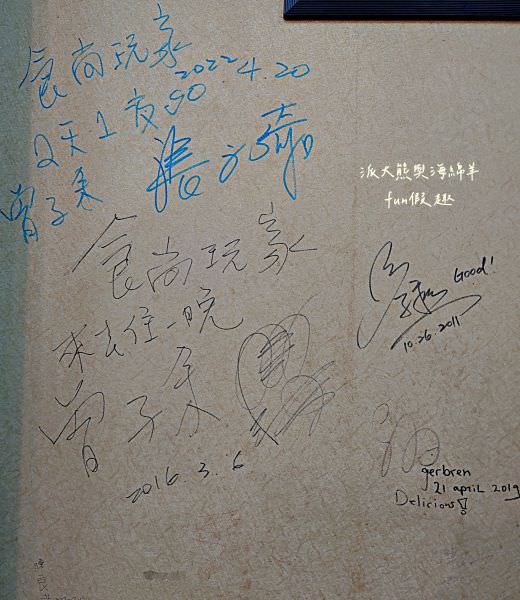 食尚玩家
2022.4.20
2天1夜GO
曾子余
派大熊與海綿羊
fun假趣
食尚玩家
來去住一晚
曾子余
2016.3.6
Good!
10.26.2011
gerbren
21 april 2019
Delicious!